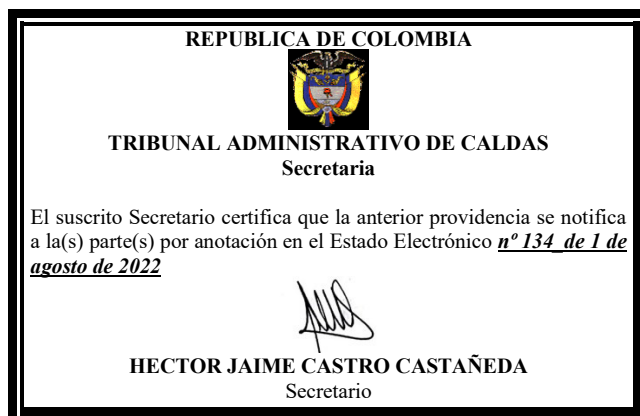 REPUBLICA DE COLOMBIA
TRIBUNAL ADMINISTRATIVO DE CALDAS
Secretaria
El suscrito Secretario certifica que la anterior providencia se notifica
a la(s) parte(s) por anotación en el Estado Electrónico nº 134_de 1 de
agosto de 2022
HECTOR JAIME CASTRO CASTAÑEDA
Secretario